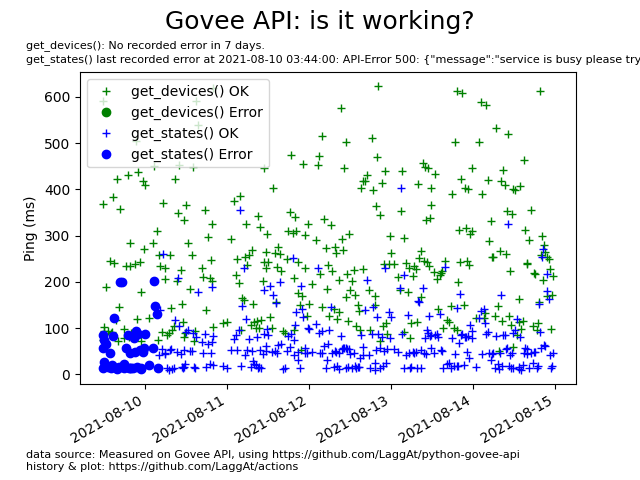 Govee API: is it working?
get_devices(): No recorded error in 7 days.
get_states() last recorded error at 2021-08-10 03:44:00: API-Error 500: {"message":"service is busy please try
get_devices() OK
get_devices() Error
get_states() OK
get_states() Error
Ping (ms)
600
500
400
300
200
100
0
2021-08-10
2021-08-11
2021-08-12
2021-08-13
2021-08-14
2021-08-15
data source: Measured on Govee API, using https://github.com/LaggAt/python-govee-api
history & plot: https://github.com/LaggAt/actions